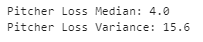 Pitcher Loss Median: 4.0
Pitcher Loss Variance: 15.6